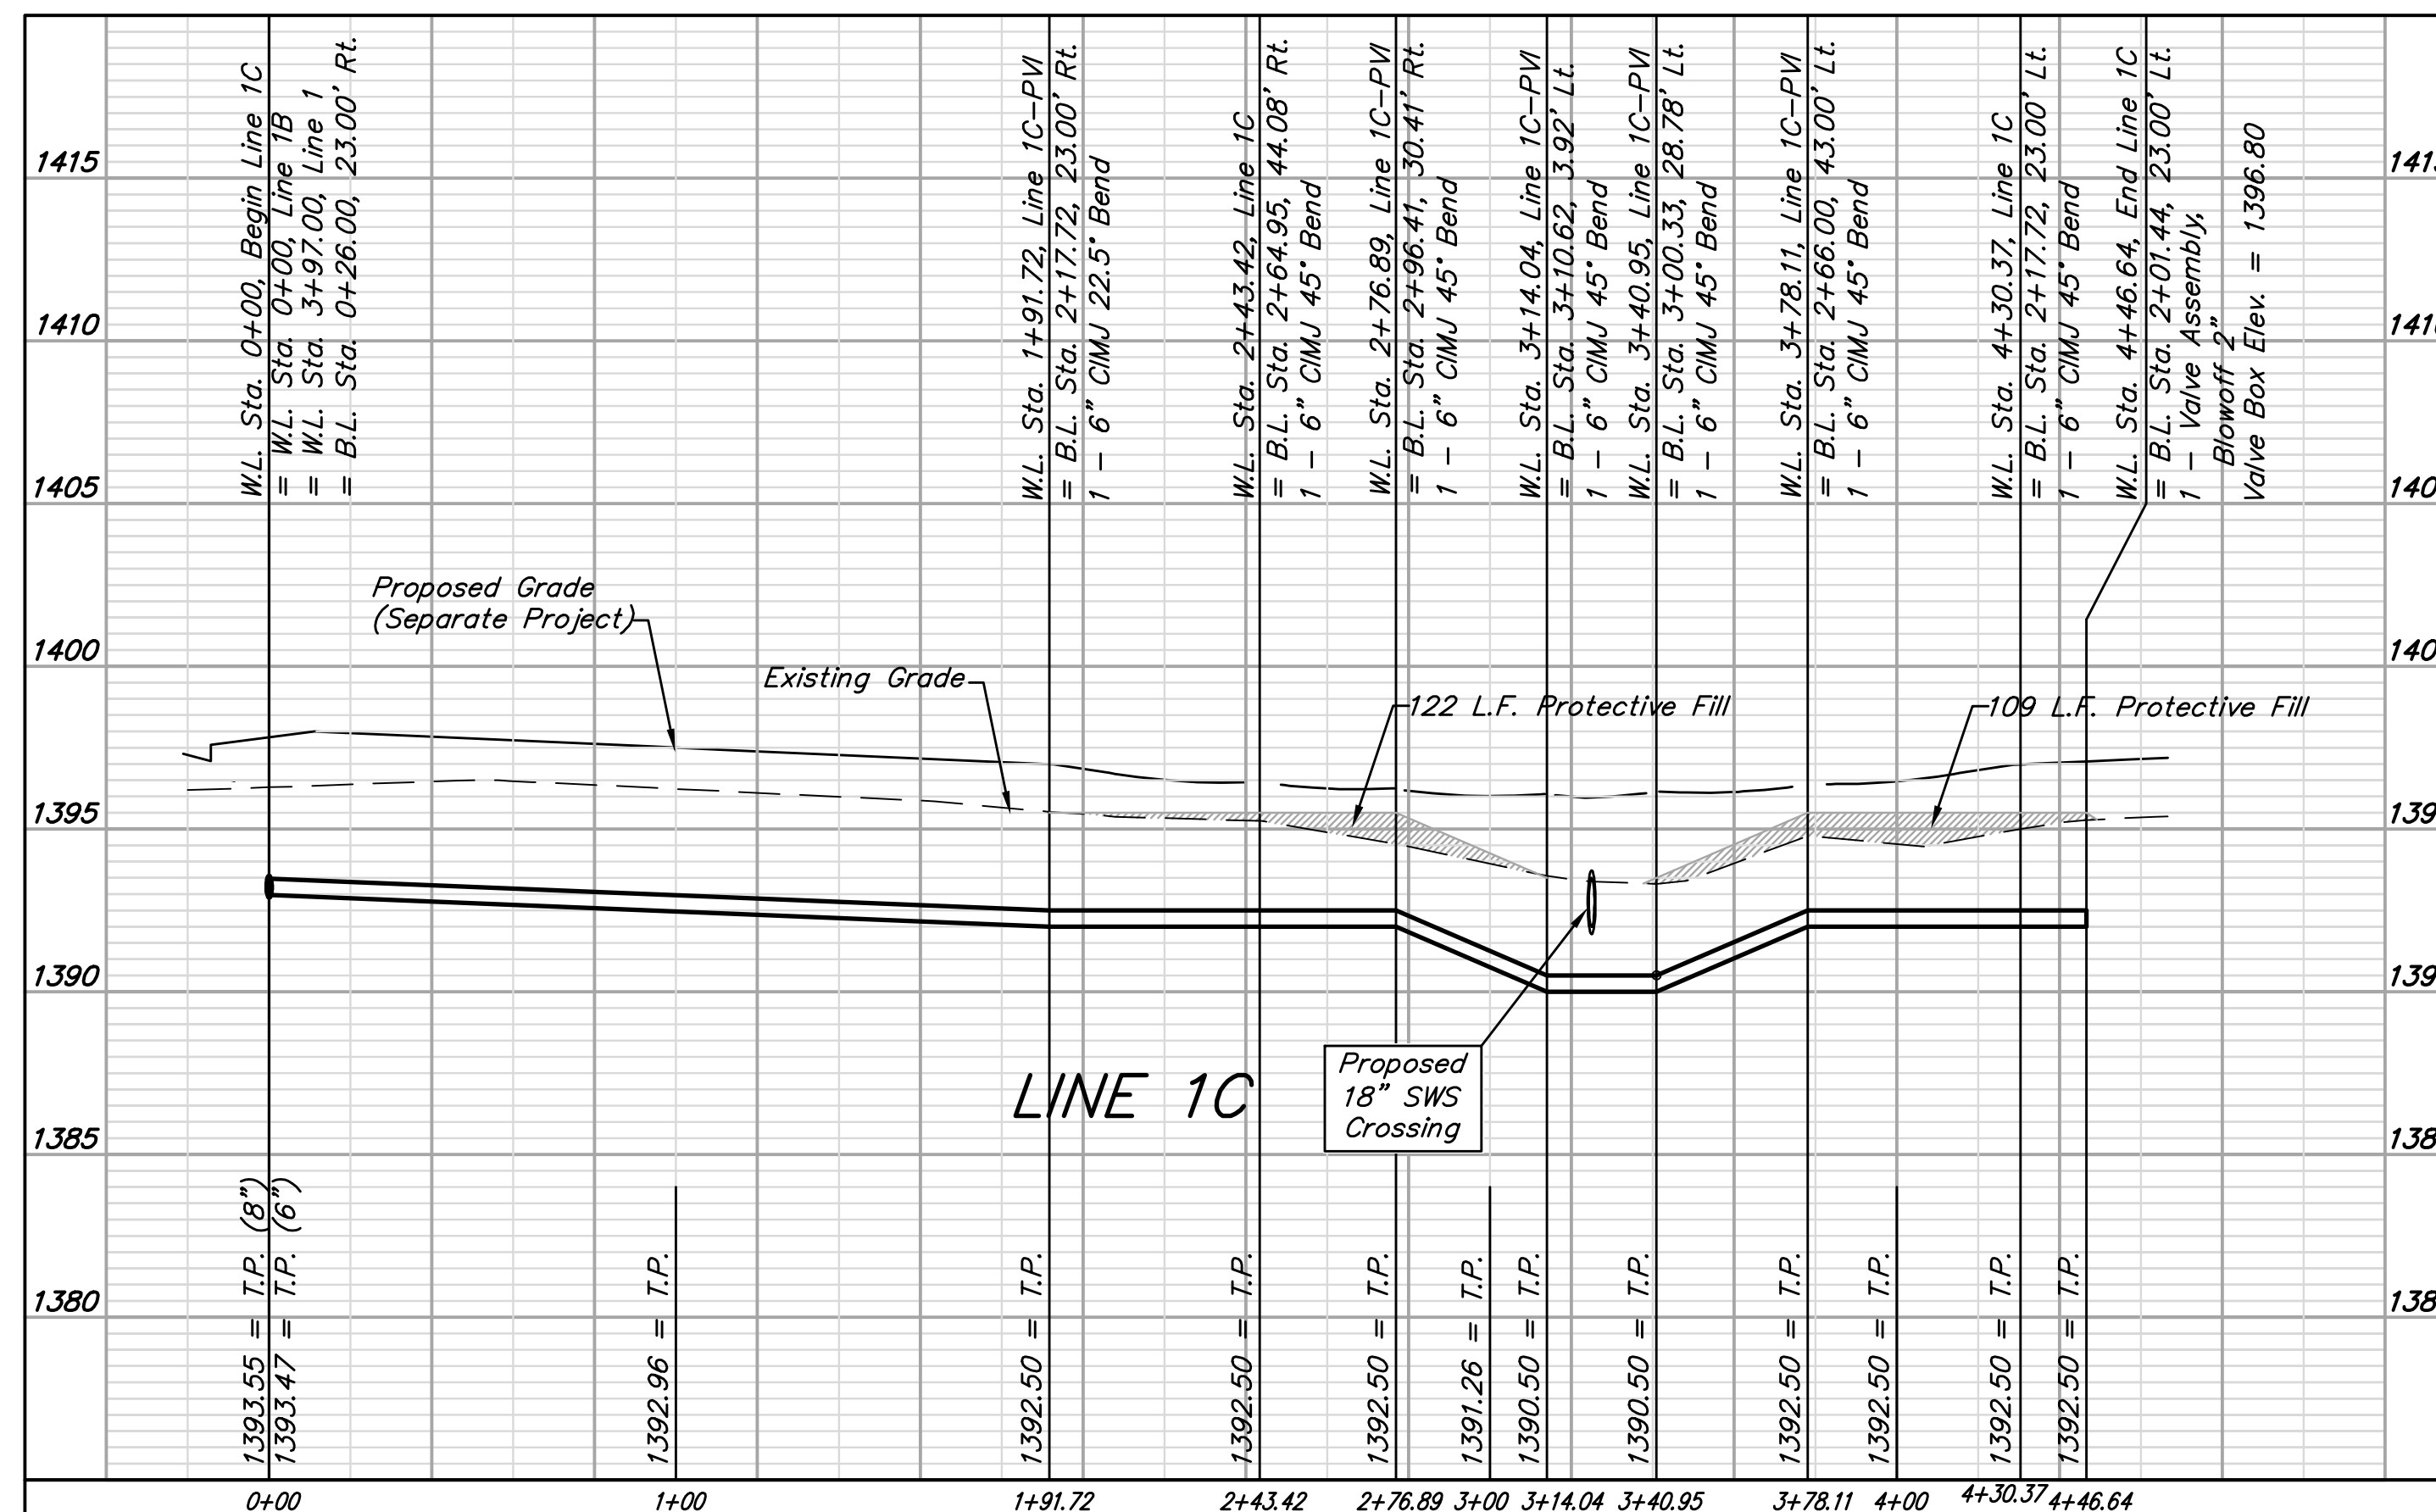 W.L. Sta. 0+00, Begin Line 1C
= W.L. Sta. 0+00, Line 1B
= W.L. Sta. 3+97.00, Line 1
= B.L. Sta. 0+26.00, 23.00' Rt.
W.L. Sta. 1+91.72, Line 1C-PVI
= B.L. Sta. 2+17.72, 23.00' Rt.
1 - 6" CIMJ 22.5° Bend
W.L. Sta. 2+43.42, Line 1C
= B.L. Sta. 2+64.95, 44.08' Rt.
1 - 6" CIMJ 45° Bend
W.L. Sta. 2+76.89, Line 1C-PVI
= B.L. Sta. 2+96.41, 30.41' Rt.
1 - 6" CIMJ 45° Bend
W.L. Sta. 3+14.04, Line 1C-PVI
= B.L. Sta. 3+10.62, 3.92' Lt.
1 - 6" CIMJ 45° Bend
W.L. Sta. 3+40.95, Line 1C-PVI
= B.L. Sta. 3+00.33, 28.78' Lt.
1 - 6" CIMJ 45° Bend
W.L. Sta. 3+78.11, Line 1C-PVI
= B.L. Sta. 2+66.00, 43.00' Lt.
1 - 6" CIMJ 45° Bend
W.L. Sta. 4+30.37, Line 1C
= B.L. Sta. 2+17.72, 23.00' Lt.
1 - 6" CIMJ 45° Bend
W.L. Sta. 4+46.64, End Line 1C
= B.L. Sta. 2+01.44, 23.00' Lt.
1 - Valve Assembly,
Blowoff 2"
Valve Box Elev. = 1396.80
1415
1410
1405
1400
1395
1390
1385
1380
Proposed Grade
(Separate Project)
Existing Grade
122 L.F. Protective Fill
109 L.F. Protective Fill
LINE 1C
Proposed
18" SWS
Crossing
1393.55 = T.P. (8")
1393.47 = T.P. (6")
1392.96 = T.P.
1392.50 = T.P.
1392.50 = T.P.
1392.50 = T.P.
1391.26 = T.P.
1390.50 = T.P.
1390.50 = T.P.
1392.50 = T.P.
1392.50 = T.P.
1392.50 = T.P.
1392.50 = T.P.
0+00 1+00 1+91.72 2+43.42 2+76.89 3+00 3+14.04 3+40.95 3+78.11 4+00 4+30.37 4+46.64